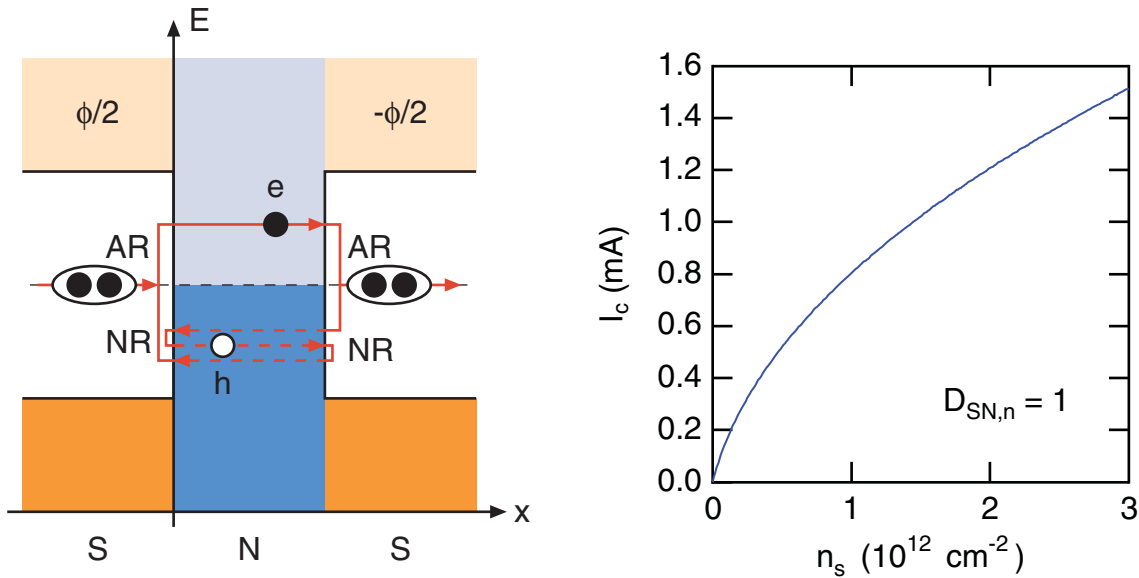 E
ϕ/2
-ϕ/2
e
AR
AR
NR
NR
h
x
S
N
S
1.6
1.4
1.2
1.0
0.8
0.6
0.4
0.2
0.0
I_c (mA)
D_SN,n = 1
0
1
2
3
n_s (10^12 cm^-2)